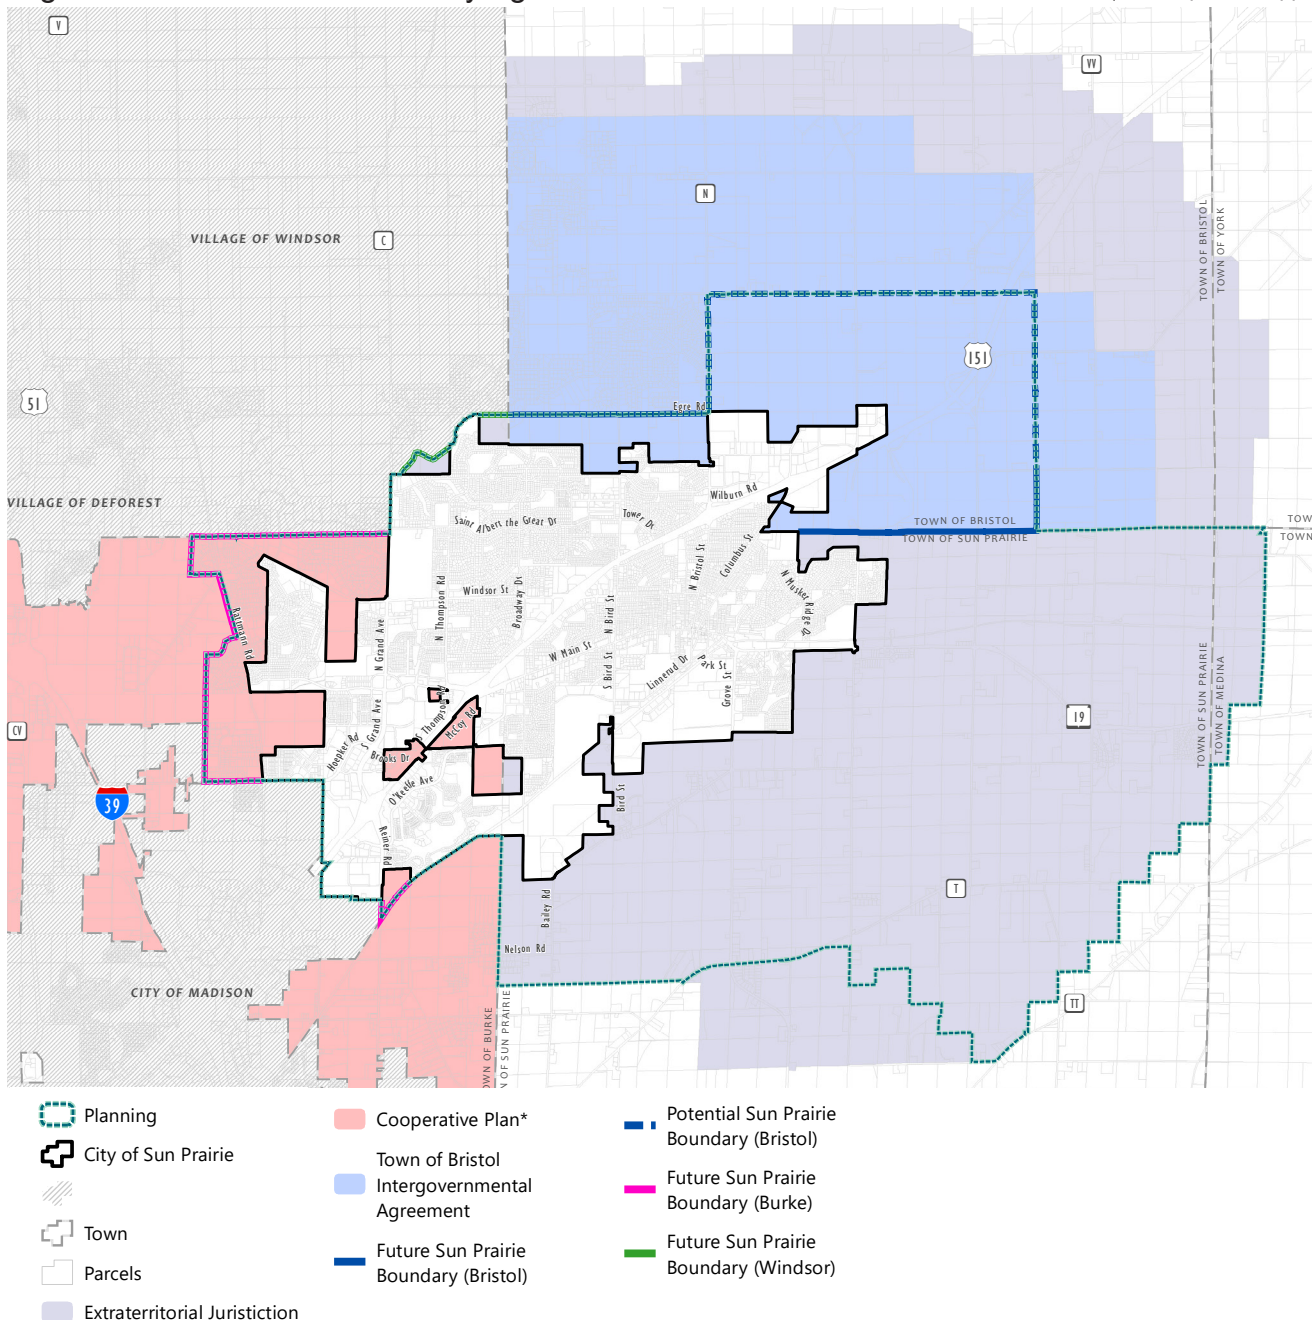 V
VV
N
VILLAGE OF WINDSOR
C
TOWN OF BRISTOL
TOWN OF YORK
151
51
Egre Rd
VILLAGE OF DEFOREST
Wilburn Rd
Saint Albert the Great Dr
Tower Dr
TOWN OF BRISTOL
TOWN OF SUN PRAIRIE
TOW
TOWN
N Bristol St
Columbus St
N Thompson Rd
Windsor St
Broadway Dr
N Bird St
N Musket Ridge Dr
Rattmann Rd
N Grand Ave
W Main St
S Bird St
Linnerud Dr
Park St
Grove St
TOWN OF SUN PRAIRIE
TOWN OF MEDINA
S Grand Ave
S Thompson Rd
McCoy Rd
19
CV
Hoepker Rd
Brooks Dr
O'Keeffe Ave
Bird St
39
Reiner Rd
T
Bailey Rd
Nelson Rd
CITY OF MADISON
TT
OWN OF BURKE
N OF SUN PRAIRIE
Planning
City of Sun Prairie
Town
Parcels
Extraterritorial Juristiction
Cooperative Plan*
Town of Bristol
Intergovernmental
Agreement
Future Sun Prairie
Boundary (Bristol)
Potential Sun Prairie
Boundary (Bristol)
Future Sun Prairie
Boundary (Burke)
Future Sun Prairie
Boundary (Windsor)